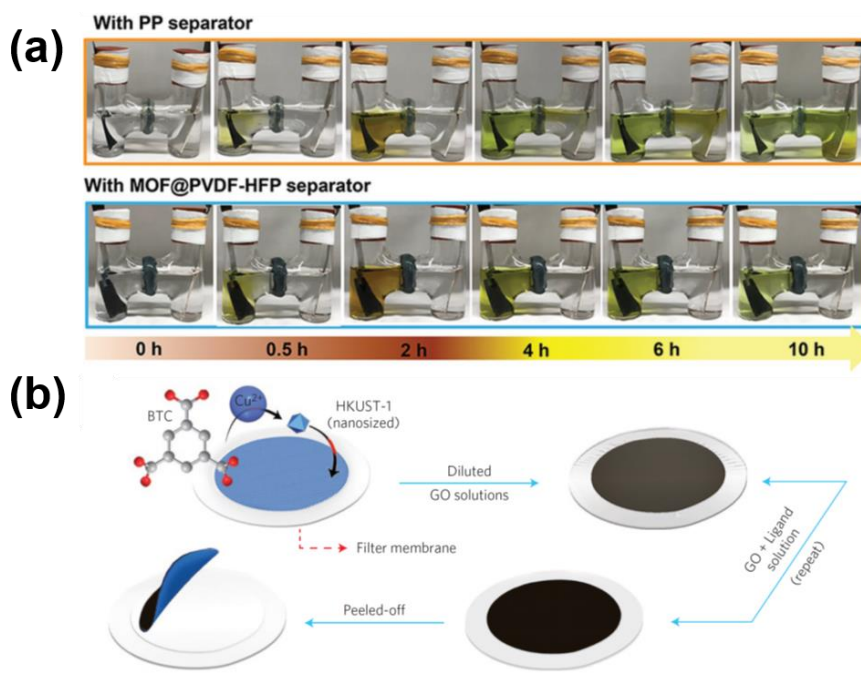 (a)
With PP separator
With MOF@PVDF-HFP separator
0 h 0.5 h 2 h 4 h 6 h 10 h
(b)
BTC
Cu²⁺
HKUST-1
(nanosized)
Diluted
GO solutions
GO + Ligand
solution
(repeat)
Filter membrane
Peeled-off